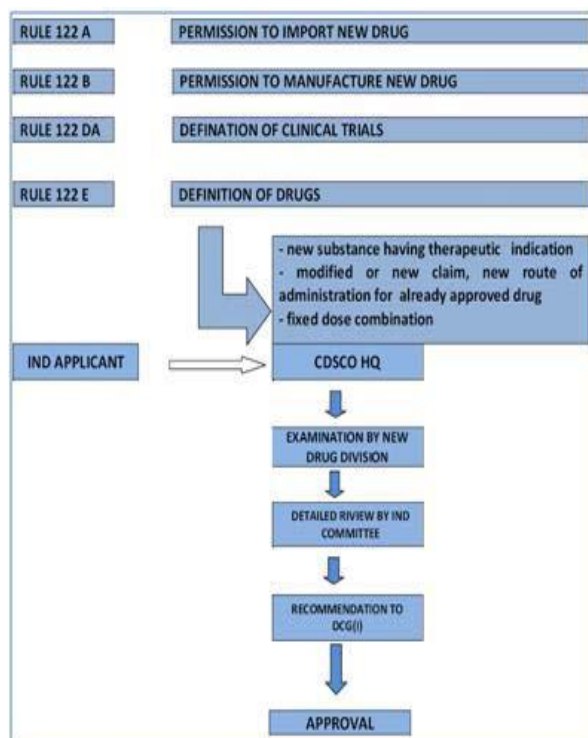 RULE 122 A
PERMISSION TO IMPORT NEW DRUG
RULE 122 B
PERMISSION TO MANUFACTURE NEW DRUG
RULE 122 DA
DEFINATION OF CLINICAL TRIALS
RULE 122 E
DEFINITION OF DRUGS
- new substance having therapeutic indication
- modified or new claim, new route of
administration for already approved drug
- fixed dose combination
IND APPLICANT
CDSCO HQ
EXAMINATION BY NEW
DRUG DIVISION
DETAILED RIVIEW BY IND
COMMITTEE
RECOMMENDATION TO
DCG(I)
APPROVAL